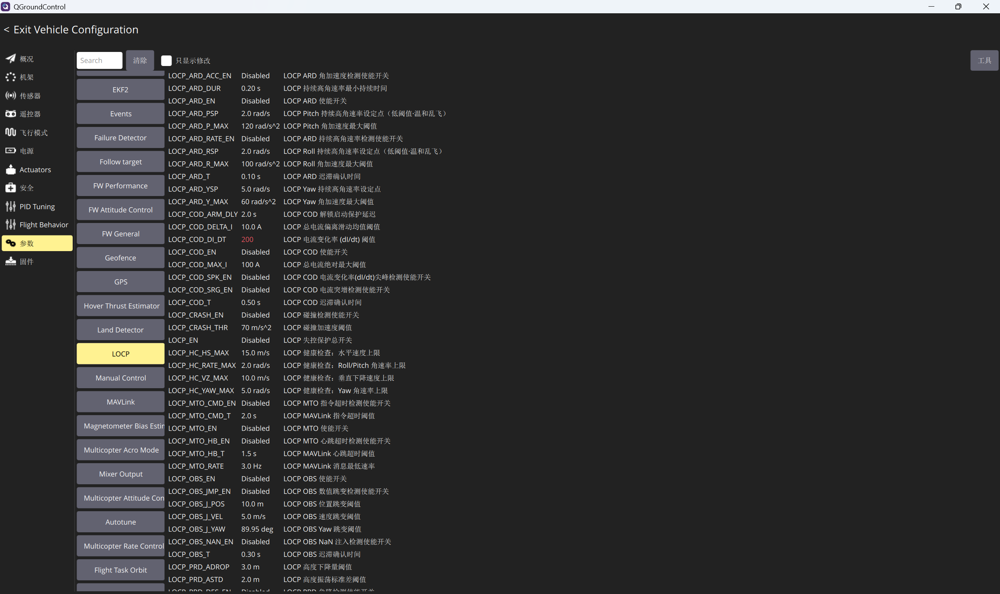 QGroundControl
< Exit Vehicle Configuration
概况
机架
传感器
遥控器
飞行模式
电源
Actuators
安全
PID Tuning
Flight Behavior
参数
固件
Search
清除
只显示修改
工具
EKF2
Events
Failure Detector
Follow target
FW Performance
FW Attitude Control
FW General
Geofence
GPS
Hover Thrust Estimator
Land Detector
LOCP
Manual Control
MAVLink
Magnetometer Bias Estim
Multicopter Acro Mode
Mixer Output
Multicopter Attitude Con
Autotune
Multicopter Rate Control
Flight Task Orbit
LOCP_ARD_ACC_EN Disabled LOCP ARD 角加速度检测使能开关
LOCP_ARD_DUR 0.20 s LOCP 持续高角速率最小持续时间
LOCP_ARD_EN Disabled LOCP ARD 使能开关
LOCP_ARD_PSP 2.0 rad/s LOCP Pitch 持续高角速率设定点（低阈值·温和乱飞）
LOCP_ARD_P_MAX 120 rad/s^2 LOCP Pitch 角加速度最大阈值
LOCP_ARD_RATE_EN Disabled LOCP ARD 持续高角速率检测使能开关
LOCP_ARD_RSP 2.0 rad/s LOCP Roll 持续高角速率设定点（低阈值·温和乱飞）
LOCP_ARD_R_MAX 100 rad/s^2 LOCP Roll 角加速度最大阈值
LOCP_ARD_T 0.10 s LOCP ARD 迟滞确认时间
LOCP_ARD_YSP 5.0 rad/s LOCP Yaw 持续高角速率设定点
LOCP_ARD_Y_MAX 60 rad/s^2 LOCP Yaw 角加速度最大阈值
LOCP_COD_ARM_DLY 2.0 s LOCP COD 解锁启动保护延迟
LOCP_COD_DELTA_I 10.0 A LOCP 总电流偏离滑动均值阈值
LOCP_COD_DI_DT 200 LOCP 电流变化率 (dI/dt) 阈值
LOCP_COD_EN Disabled LOCP COD 使能开关
LOCP_COD_MAX_I 100 A LOCP 总电流绝对最大阈值
LOCP_COD_SPK_EN Disabled LOCP COD 电流变化率(dI/dt)尖峰检测使能开关
LOCP_COD_SRG_EN Disabled LOCP COD 电流突增检测使能开关
LOCP_COD_T 0.50 s LOCP COD 迟滞确认时间
LOCP_CRASH_EN Disabled LOCP 碰撞检测使能开关
LOCP_CRASH_THR 70 m/s^2 LOCP 碰撞加速度阈值
LOCP_EN Disabled LOCP 失控保护总开关
LOCP_HC_HS_MAX 15.0 m/s LOCP 健康检查：水平速度上限
LOCP_HC_RATE_MAX 2.0 rad/s LOCP 健康检查：Roll/Pitch 角速率上限
LOCP_HC_VZ_MAX 10.0 m/s LOCP 健康检查：垂直下降速度上限
LOCP_HC_YAW_MAX 5.0 rad/s LOCP 健康检查：Yaw 角速率上限
LOCP_MTO_CMD_EN Disabled LOCP MTO 指令超时检测使能开关
LOCP_MTO_CMD_T 2.0 s LOCP MAVLink 指令超时阈值
LOCP_MTO_EN Disabled LOCP MTO 使能开关
LOCP_MTO_HB_EN Disabled LOCP MTO 心跳超时检测使能开关
LOCP_MTO_HB_T 1.5 s LOCP MAVLink 心跳超时阈值
LOCP_MTO_RATE 3.0 Hz LOCP MAVLink 消息最低速率
LOCP_OBS_EN Disabled LOCP OBS 使能开关
LOCP_OBS_JMP_EN Disabled LOCP OBS 数值跳变检测使能开关
LOCP_OBS_J_POS 10.0 m LOCP OBS 位置跳变阈值
LOCP_OBS_J_VEL 5.0 m/s LOCP OBS 速度跳变阈值
LOCP_OBS_J_YAW 89.95 deg LOCP OBS Yaw 跳变阈值
LOCP_OBS_NAN_EN Disabled LOCP OBS NaN 注入检测使能开关
LOCP_OBS_T 0.30 s LOCP OBS 迟滞确认时间
LOCP_PRD_ADROP 3.0 m LOCP 高度下降量阈值
LOCP_PRD_ASTD 2.0 m LOCP 高度振荡标准差阈值
LOCP_PRD_DES_EN Disabled LOCP PRD 急降检测使能开关